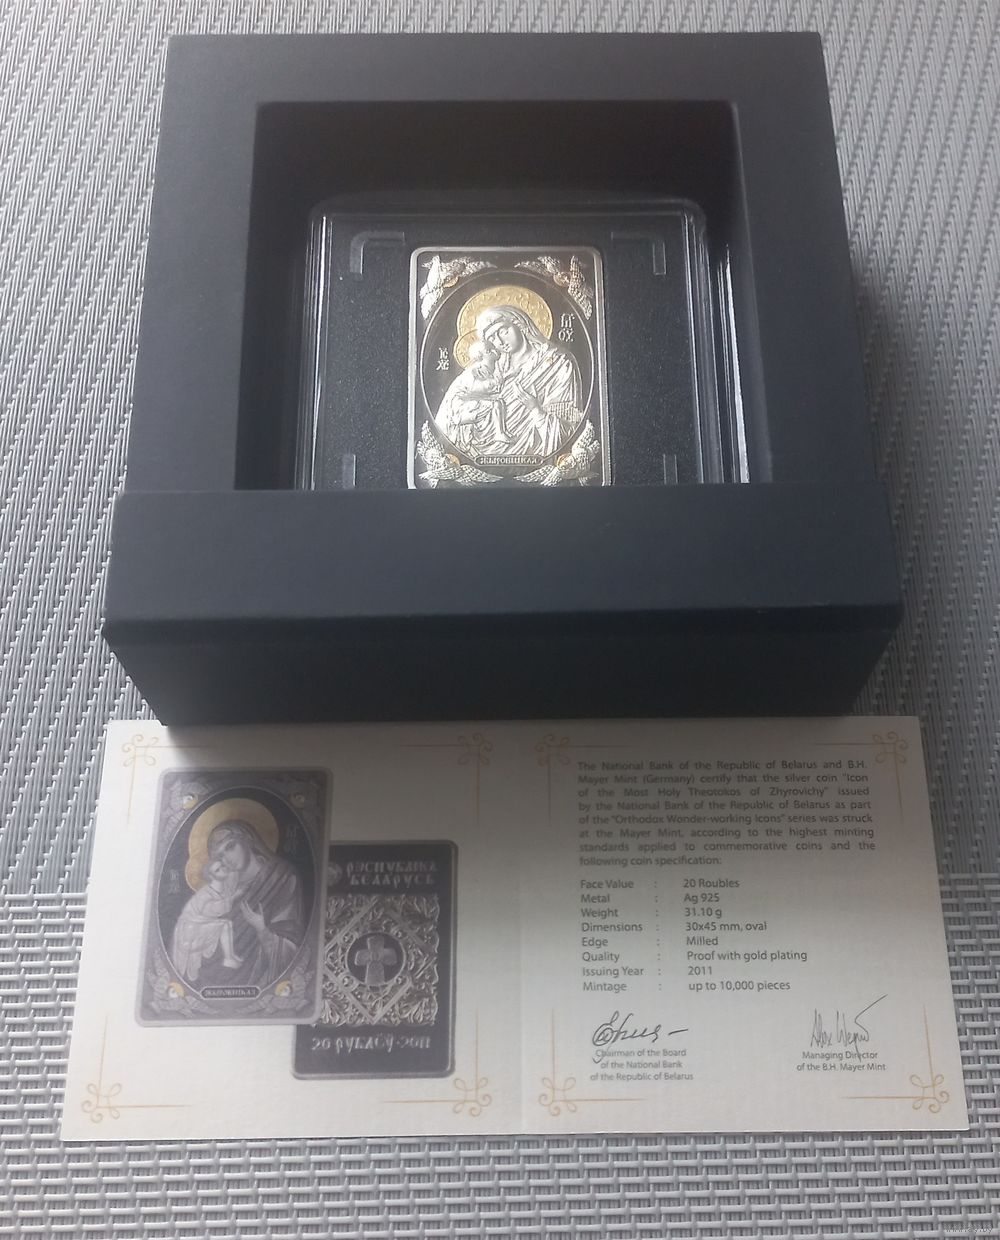 ІС
ХС
ЖЫРОВИЦКАЯ
РЭСПУБЛІКА
БЕЛАРУСЬ
20 РУБЛЁЎ·2011
ЖЫРОВИЦКАЯ
The National Bank of the Republic of Belarus and B.H.
Mayer Mint (Germany) certify that the silver coin "Icon
of the Most Holy Theotokos of Zhyrovichy" issued
by the National Bank of the Republic of Belarus as part
of the "Orthodox Wonder-working Icons" series was struck
at the Mayer Mint, according to the highest minting
standards applied to commemorative coins and the
following coin specification:
Face Value : 20 Roubles
Metal : Ag 925
Weight : 31.10 g
Dimensions : 30x45 mm, oval
Edge : Milled
Quality : Proof with gold plating
Issuing Year : 2011
Mintage : up to 10,000 pieces
Chairman of the Board
of the National Bank
of the Republic of Belarus
Managing Director
of the B.H. Mayer Mint